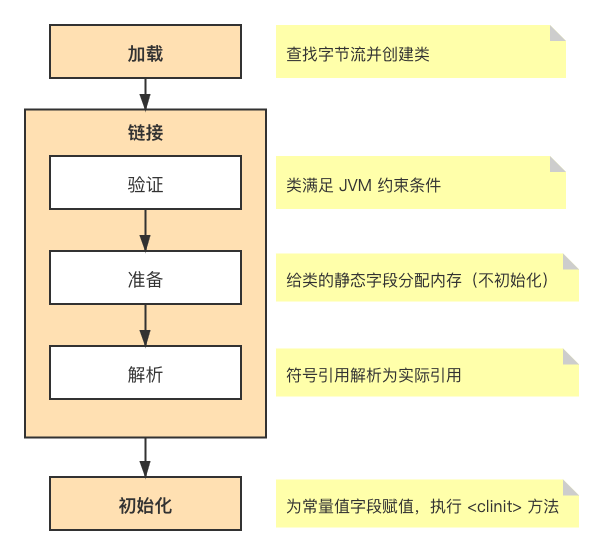 加载
查找字节流并创建类
链接
验证
类满足 JVM 约束条件
准备
给类的静态字段分配内存（不初始化）
解析
符号引用解析为实际引用
初始化
为常量值字段赋值，执行 <clinit> 方法